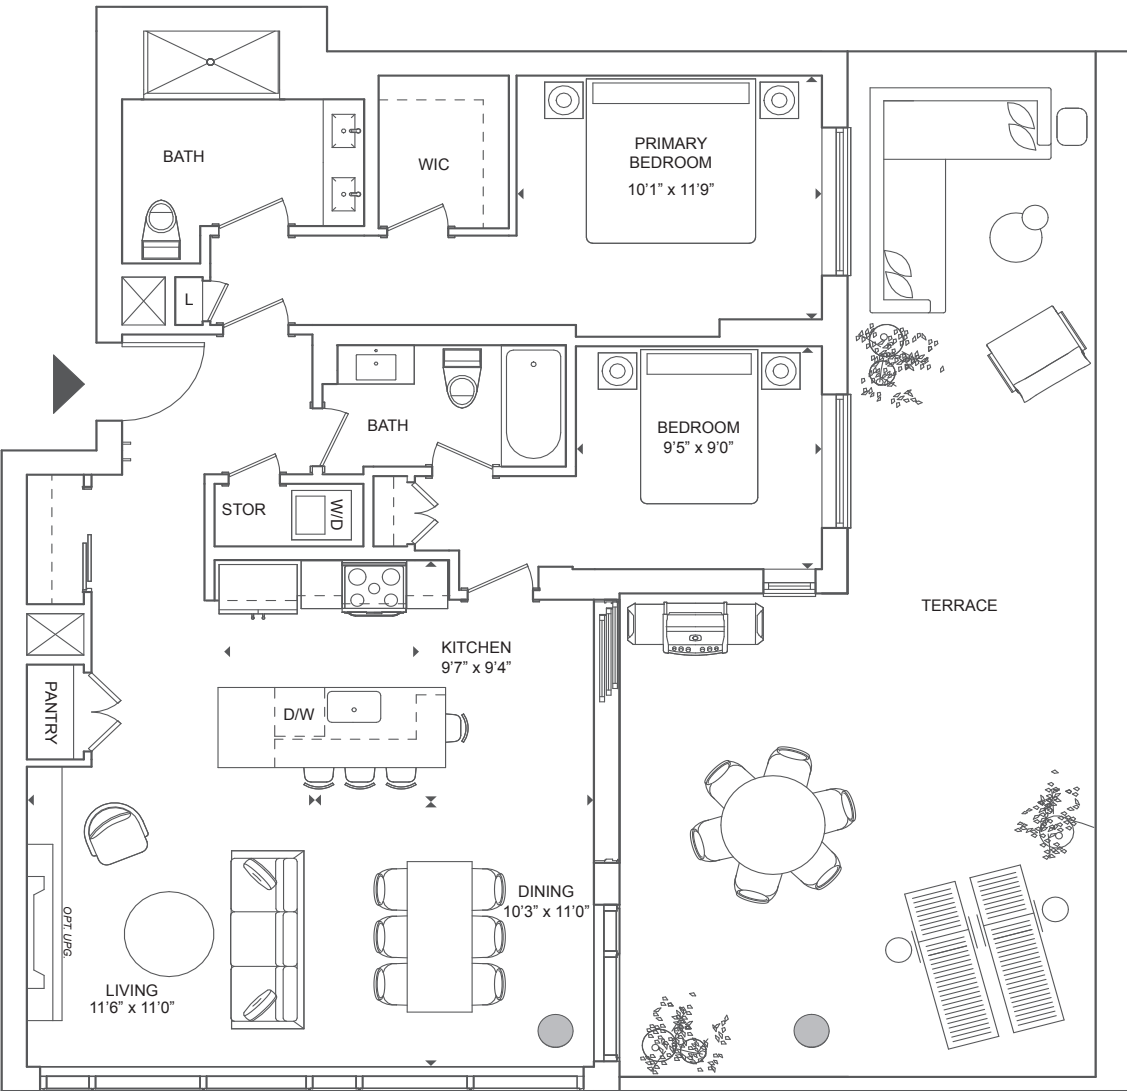 BATH
WIC
PRIMARY
BEDROOM
10'1" x 11'9"
L
BATH
BEDROOM
9'5" x 9'0"
STOR
W/D
TERRACE
KITCHEN
9'7" x 9'4"
PANTRY
D/W
DINING
10'3" x 11'0"
OPT. UPG.
LIVING
11'6" x 11'0"